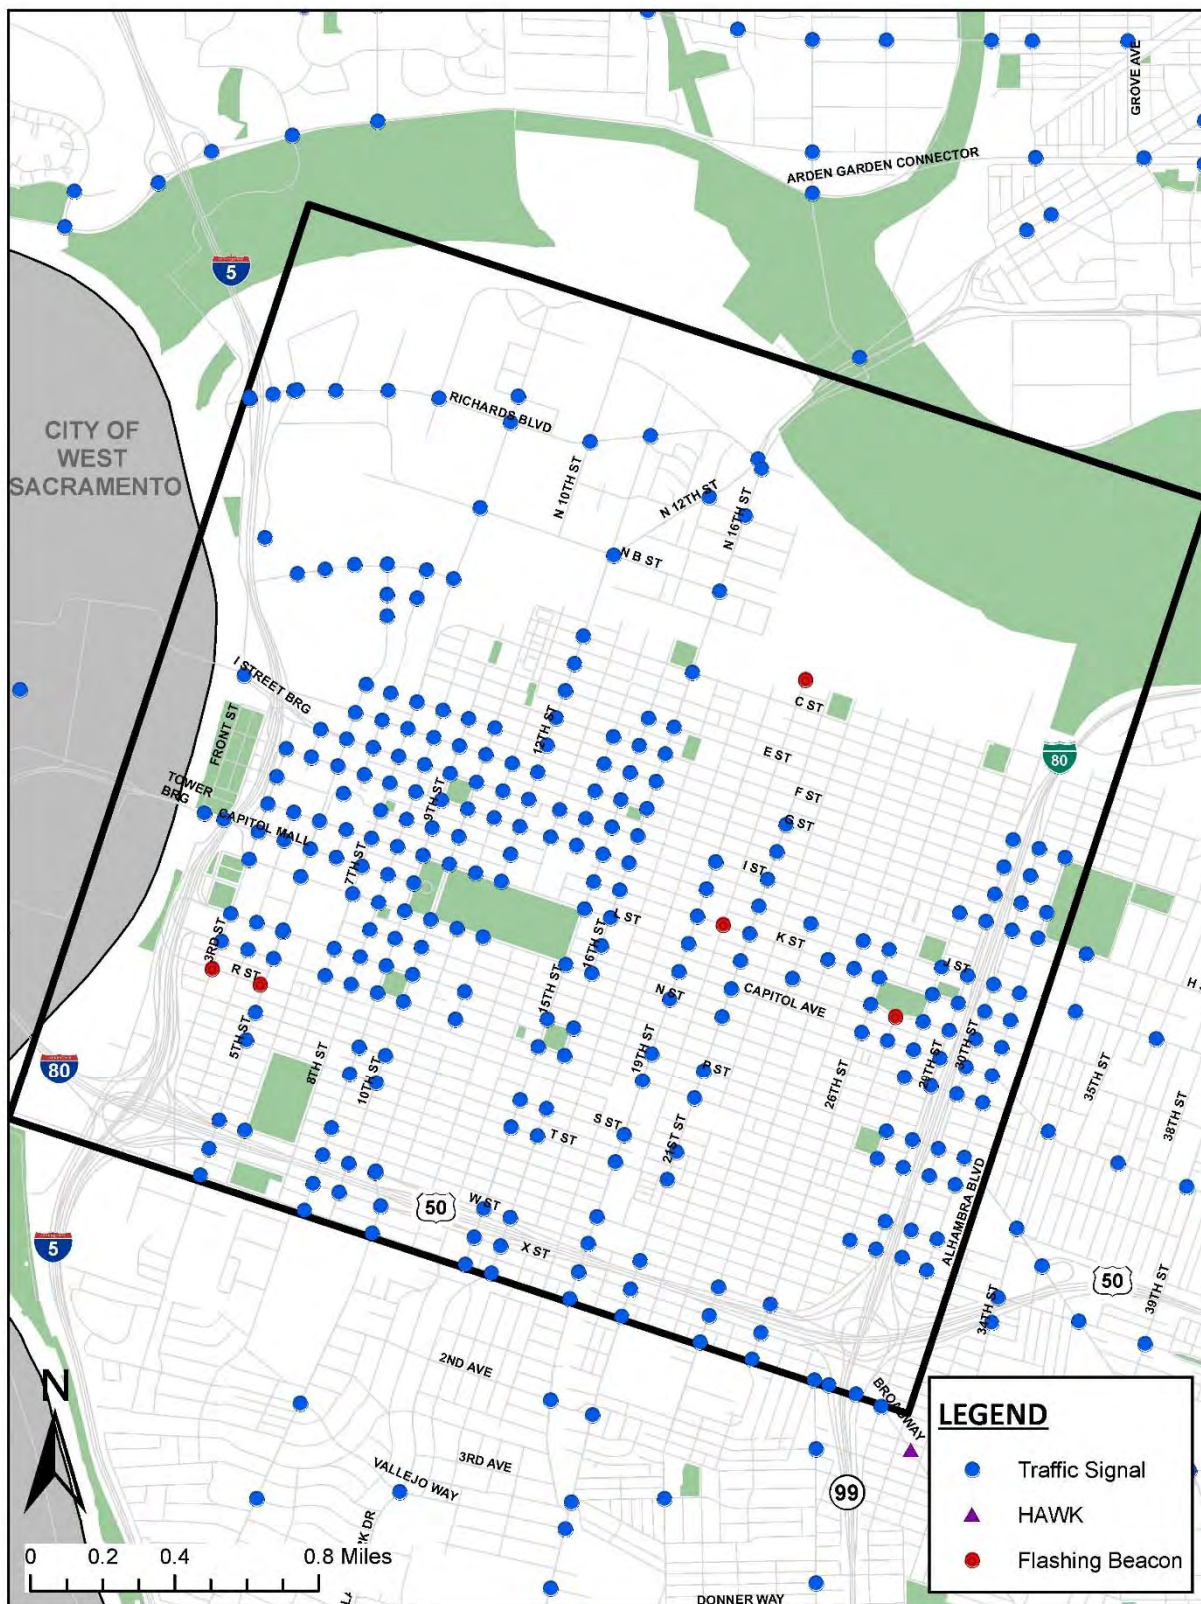 GROVE AVE
ARDEN GARDEN CONNECTOR
5
RICHARDS BLVD
CITY OF
WEST
SACRAMENTO
N 10TH ST
N 12TH ST
N 16TH ST
N B ST
I STREET BRG
C ST
FRONT ST
12TH ST
E ST
80
TOWER
BRG
F ST
9TH ST
G ST
CAPITOL MALL
7TH ST
I ST
L ST
3RD ST
16TH ST
K ST
J ST
R ST
15TH ST
N ST
CAPITOL AVE
5TH ST
19TH ST
29TH ST
30TH ST
80
8TH ST
10TH ST
P ST
26TH ST
35TH ST
38TH ST
S ST
T ST
21ST ST
W ST
50
ALHAMBRA BLVD
5
X ST
50
34TH ST
39TH ST
2ND AVE
BROADWAY
N
3RD AVE
VALLEJO WAY
99
LEGEND
Traffic Signal
HAWK
Flashing Beacon
0 0.2 0.4 0.8 Miles
DONNER WAY